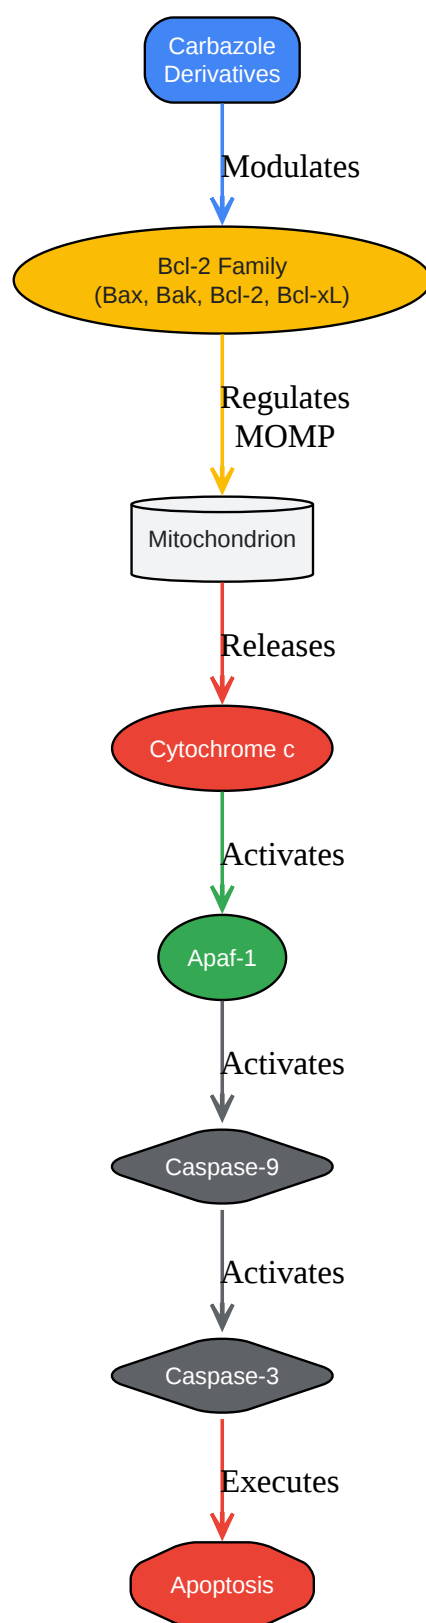 Carbazole
Derivatives
Modulates
Bcl-2 Family
(Bax, Bak, Bcl-2, Bcl-xL)
Regulates
MOMP
Mitochondrion
Releases
Cytochrome c
Activates
Apaf-1
Activates
Caspase-9
Activates
Caspase-3
Executes
Apoptosis